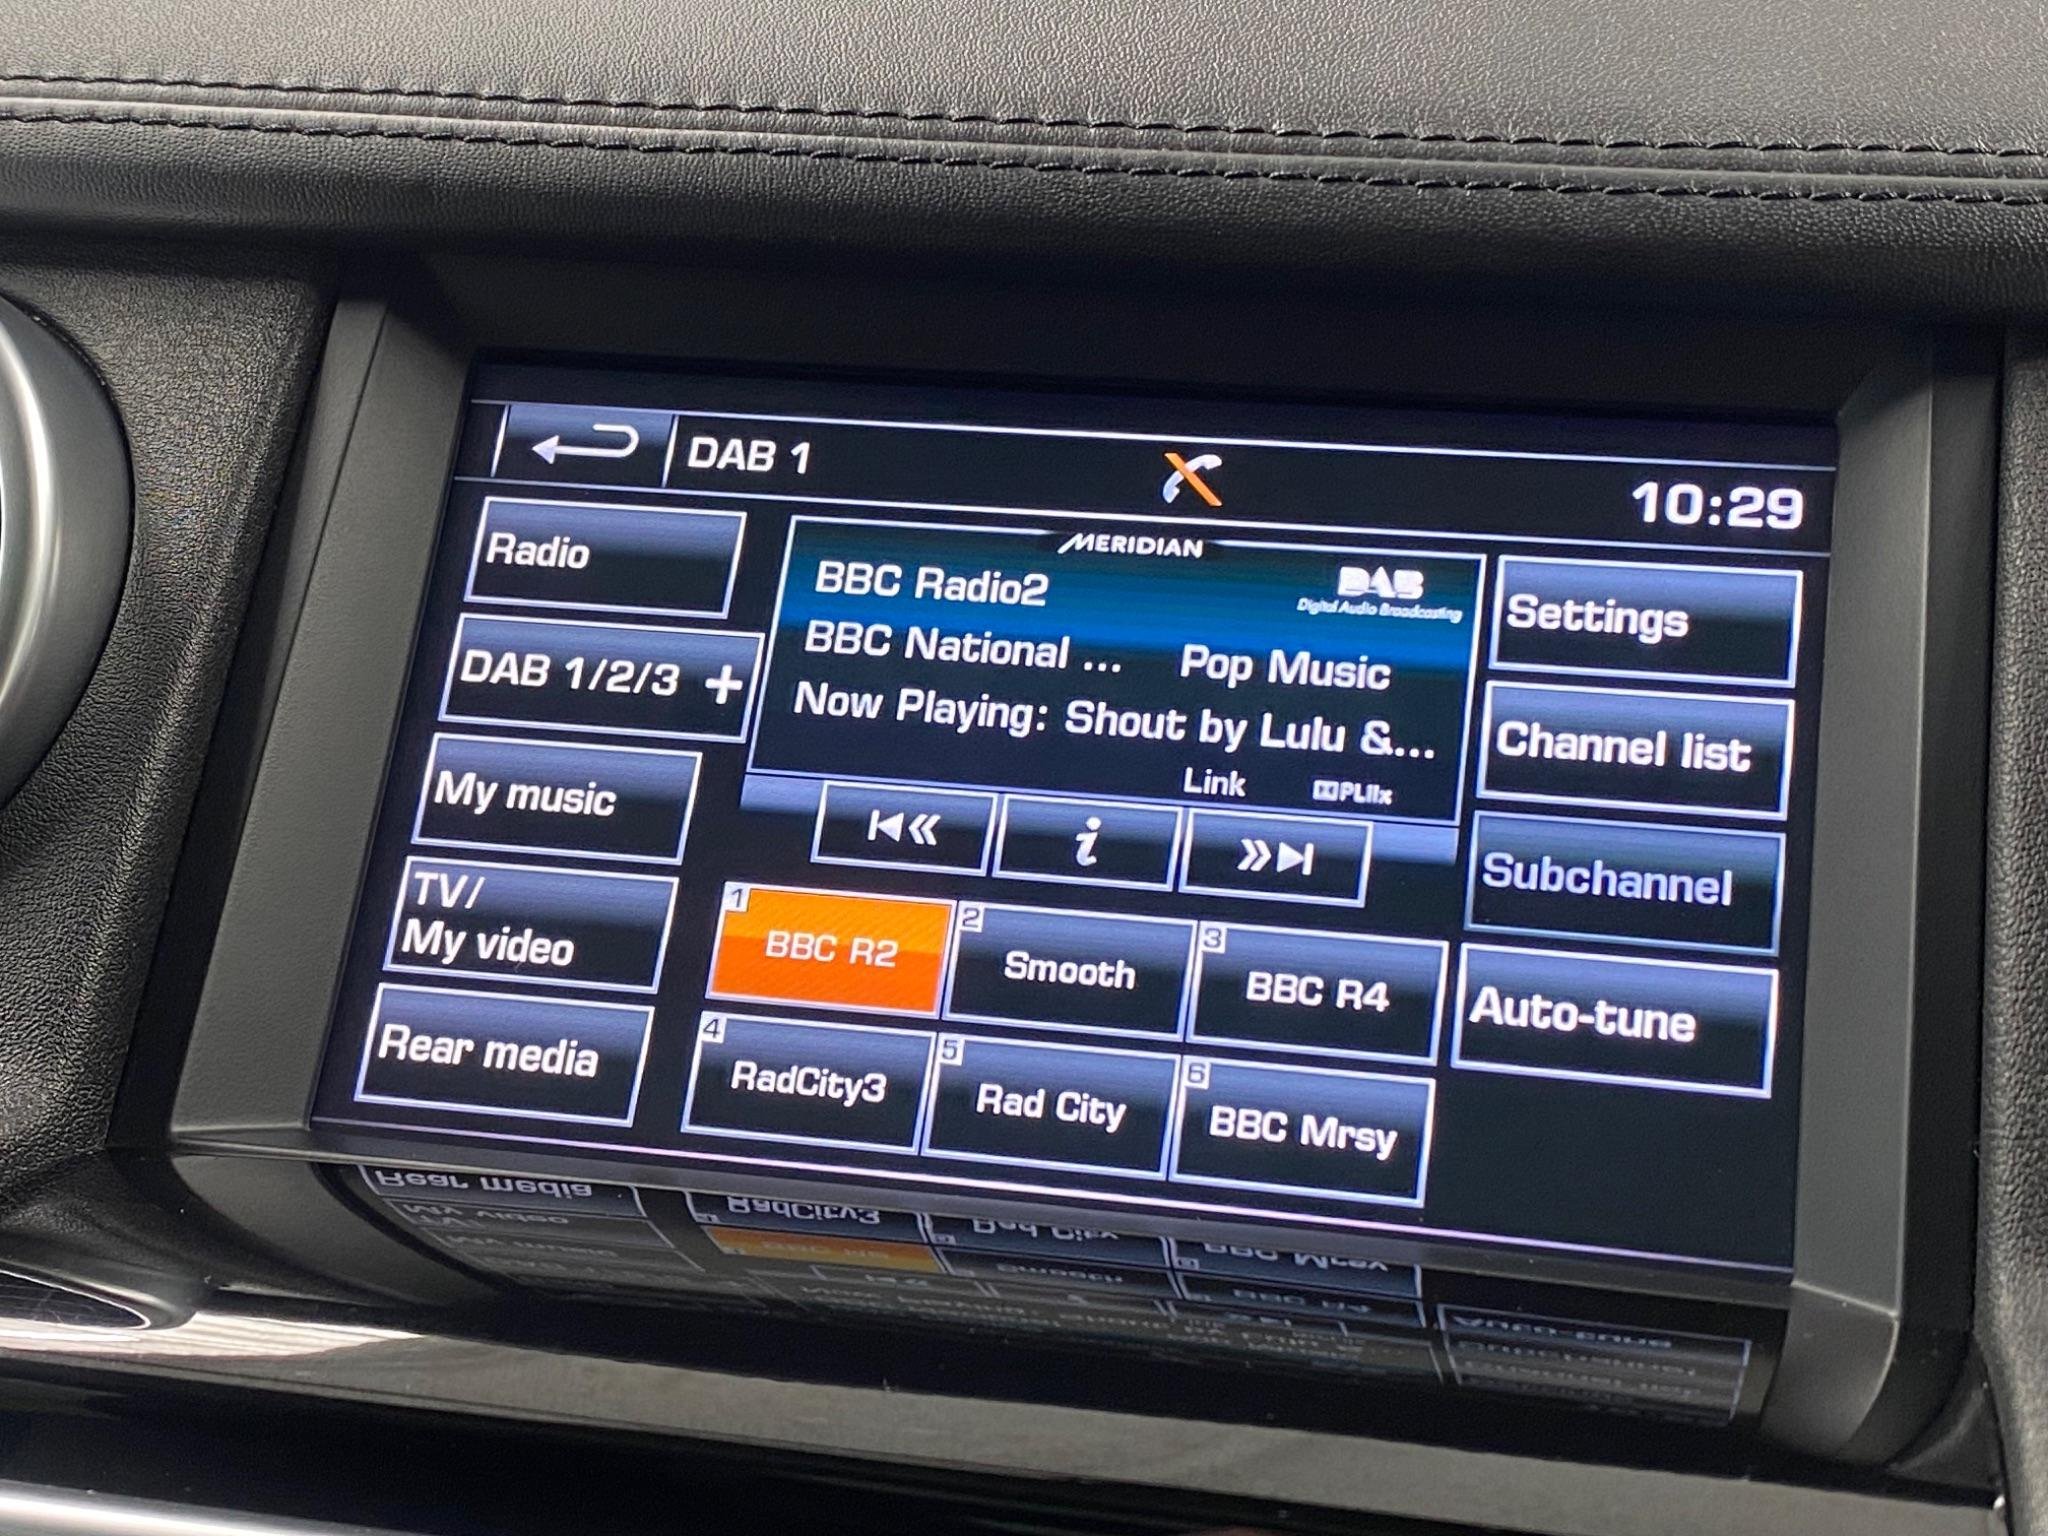 DAB 1
10:29
Radio
DAB 1/2/3 +
My music
TV/
My video
Rear media
MERIDIAN
BBC Radio2
DAB
Digital Audio Broadcasting
BBC National ...
Pop Music
Now Playing: Shout by Lulu &...
Link
PLIIx
i
Settings
Channel list
Subchannel
Auto-tune
1
BBC R2
2
Smooth
3
BBC R4
4
RadCity3
5
Rad City
6
BBC Mrsy